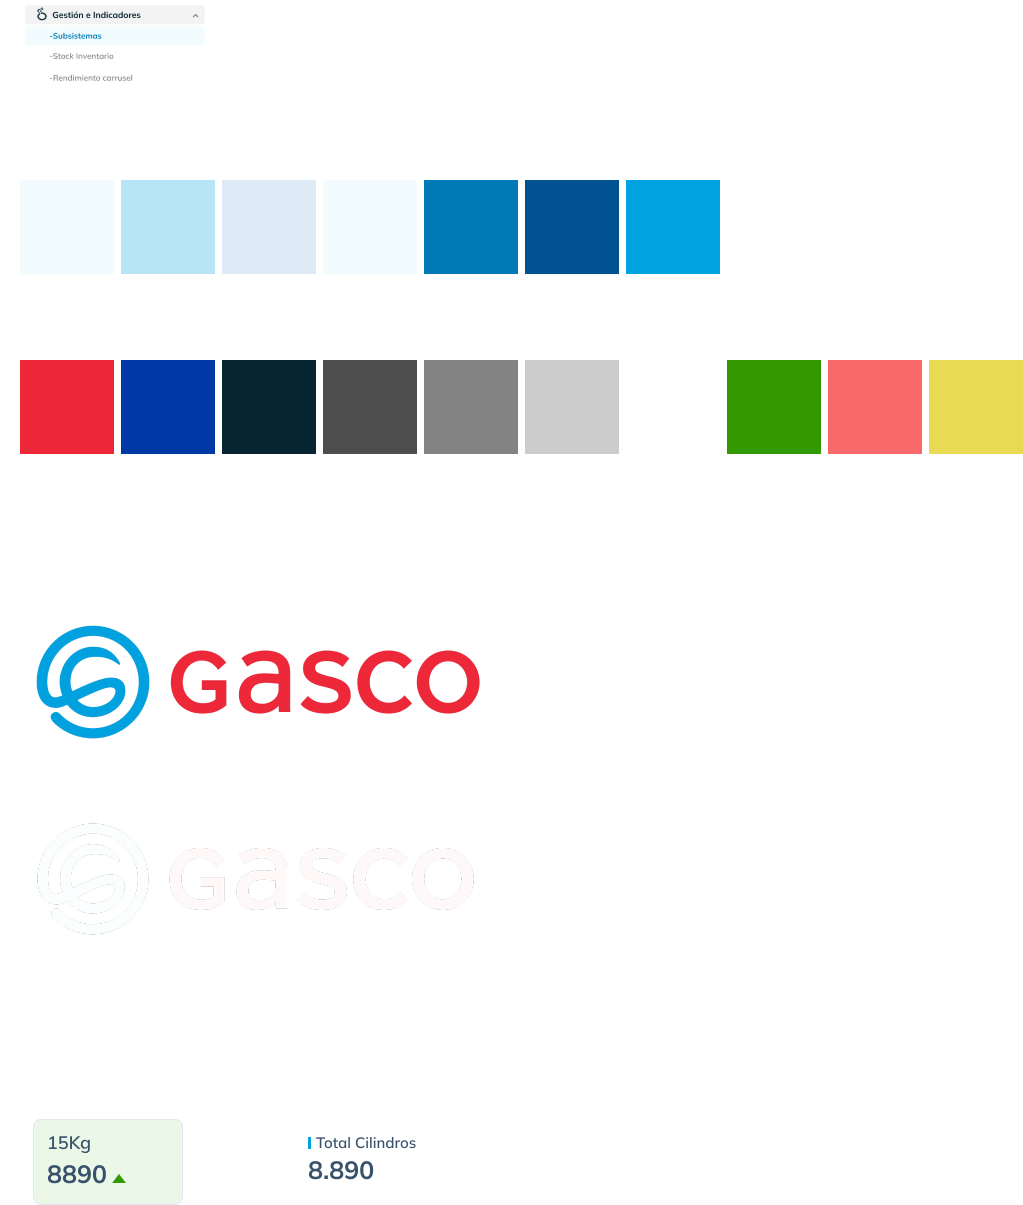 Gestión e Indicadores
-Subsistemas
-Stock Inventario
-Rendimiento carrusel
GASCO
GASCO
15Kg
8890
Total Cilindros
8.890